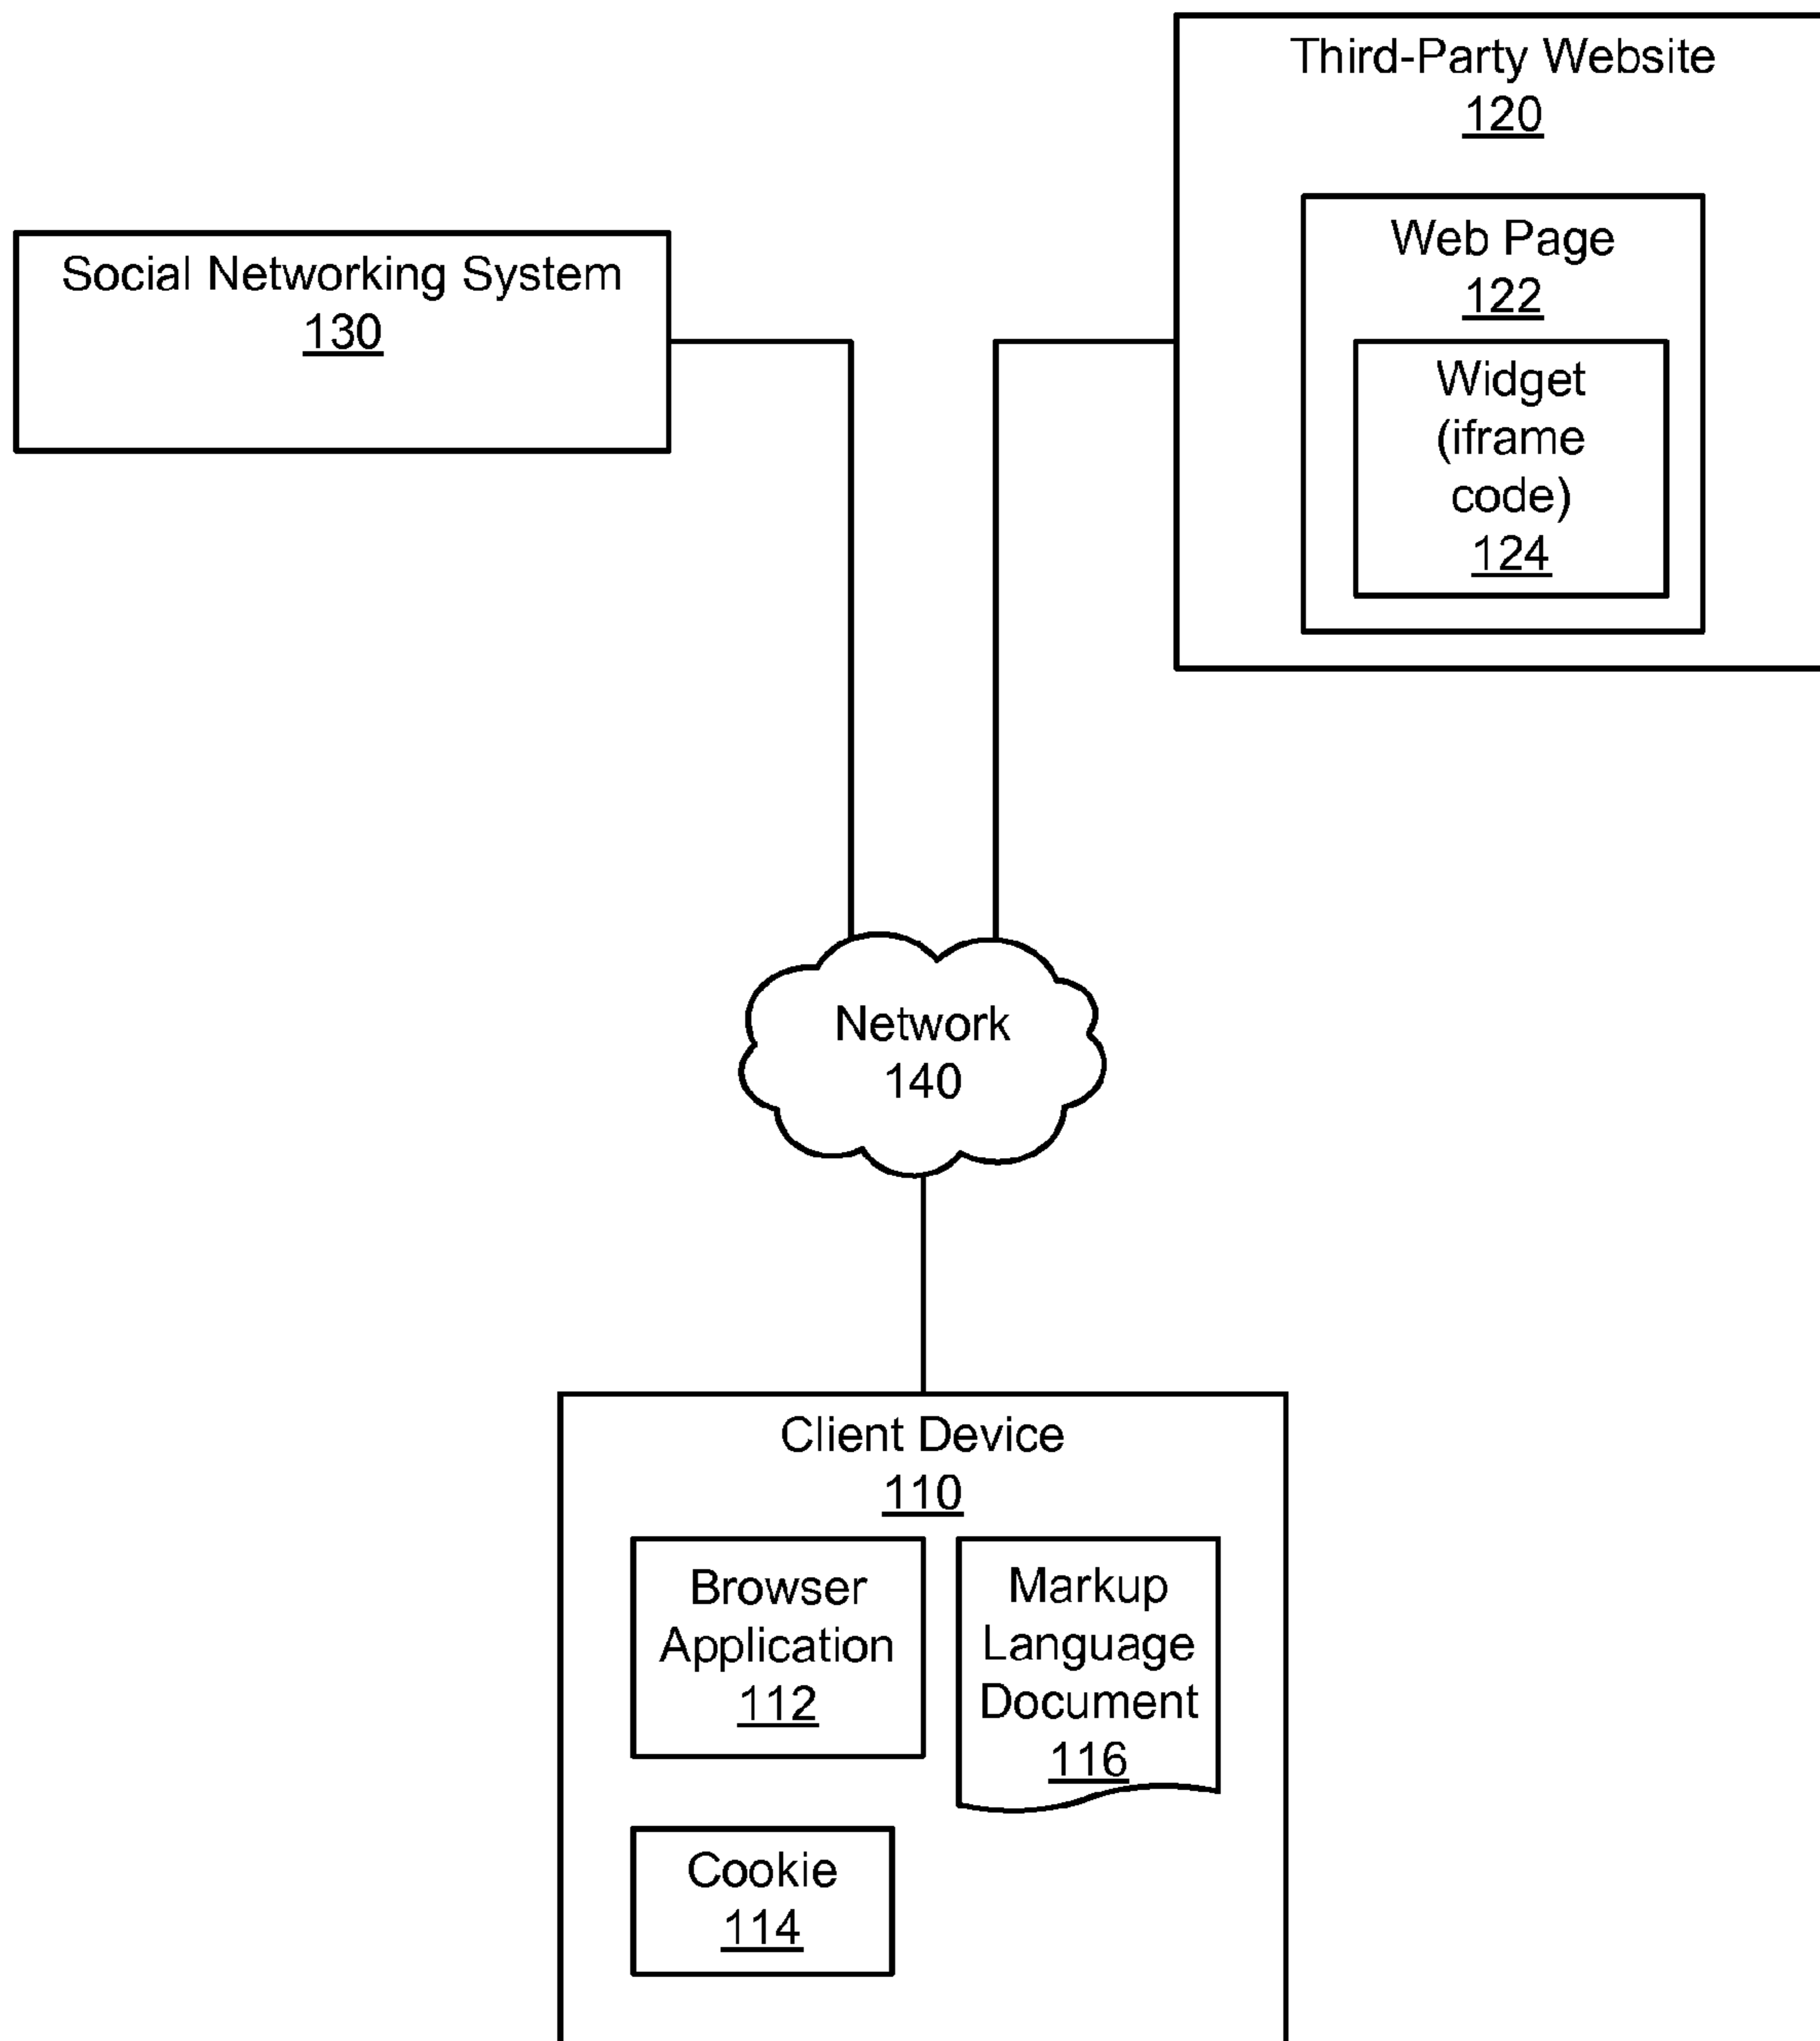 Third-Party Website
120
Web Page
122
Widget
(iframe
code)
124
Social Networking System
130
Network
140
Client Device
110
Browser
Application
112
Markup
Language
Document
116
Cookie
114